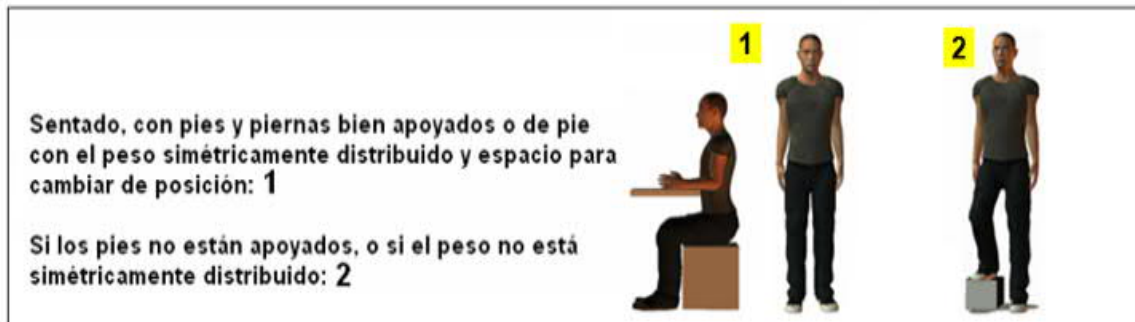 1
2
Sentado, con pies y piernas bien apoyados o de pie
con el peso simétricamente distribuido y espacio para
cambiar de posición: 1
Si los pies no están apoyados, o si el peso no está
simétricamente distribuido: 2